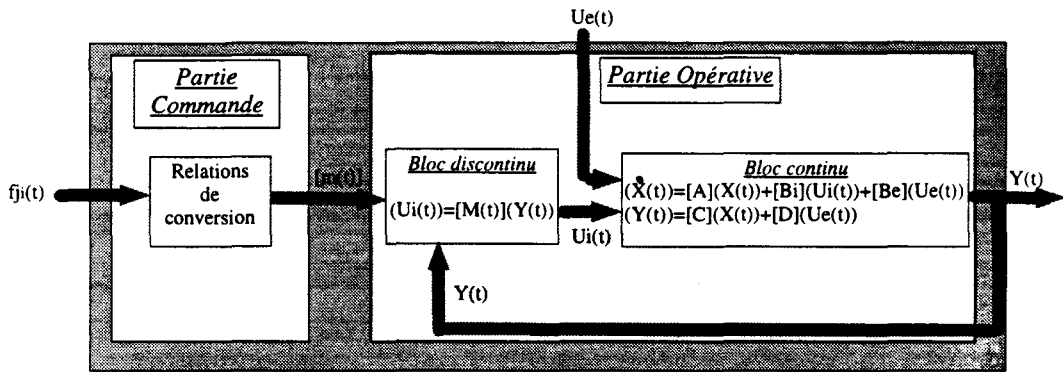 Ue(t)
Partie
Commande
Partie Opérative
Relations
de
conversion
fji(t)
[m(t)]
Bloc discontinu
(Ui(t))=[M(t)](Y(t))
Ui(t)
Bloc continu
(Ẋ(t))=[A](X(t))+[Bi](Ui(t))+[Be](Ue(t))
(Y(t))=[C](X(t))+[D](Ue(t))
Y(t)
Y(t)